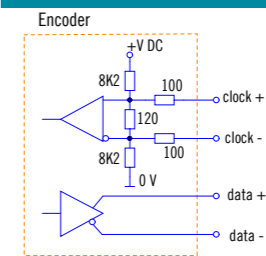 Encoder
+V DC
8K2
100
clock +
120
clock -
8K2
100
0 V
data +
data -